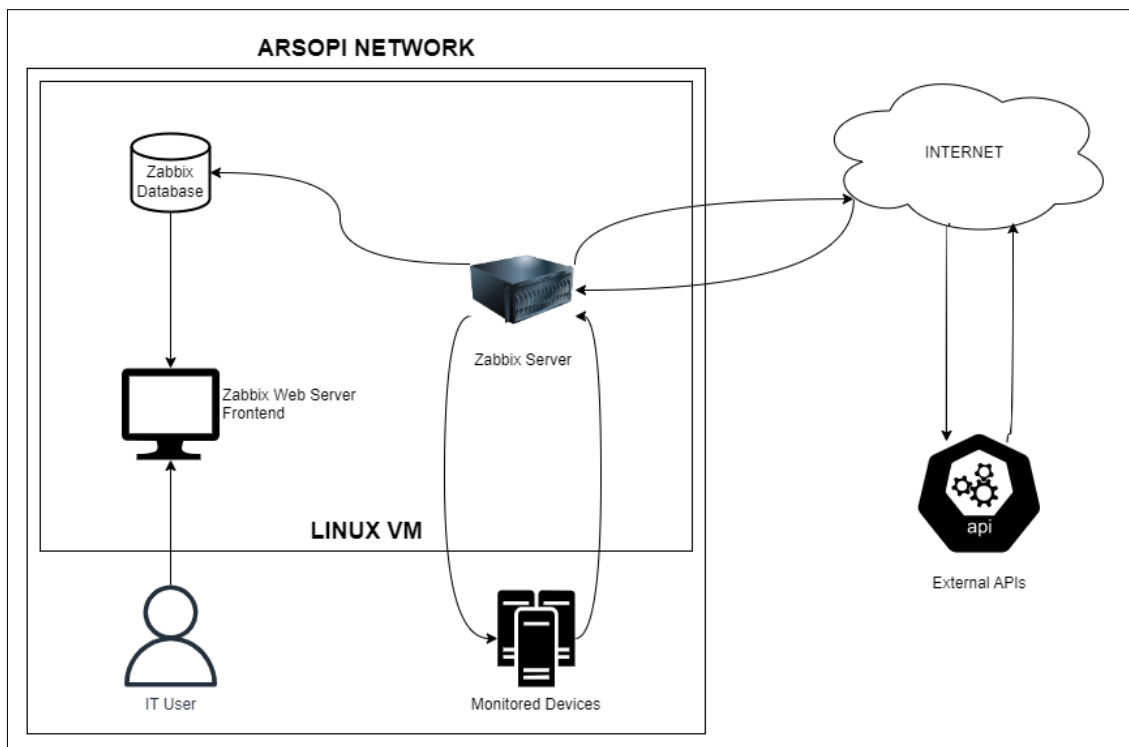 ARSOPI NETWORK
INTERNET
Zabbix
Database
Zabbix Server
Zabbix Web Server
Frontend
LINUX VM
api
External APIs
IT User
Monitored Devices